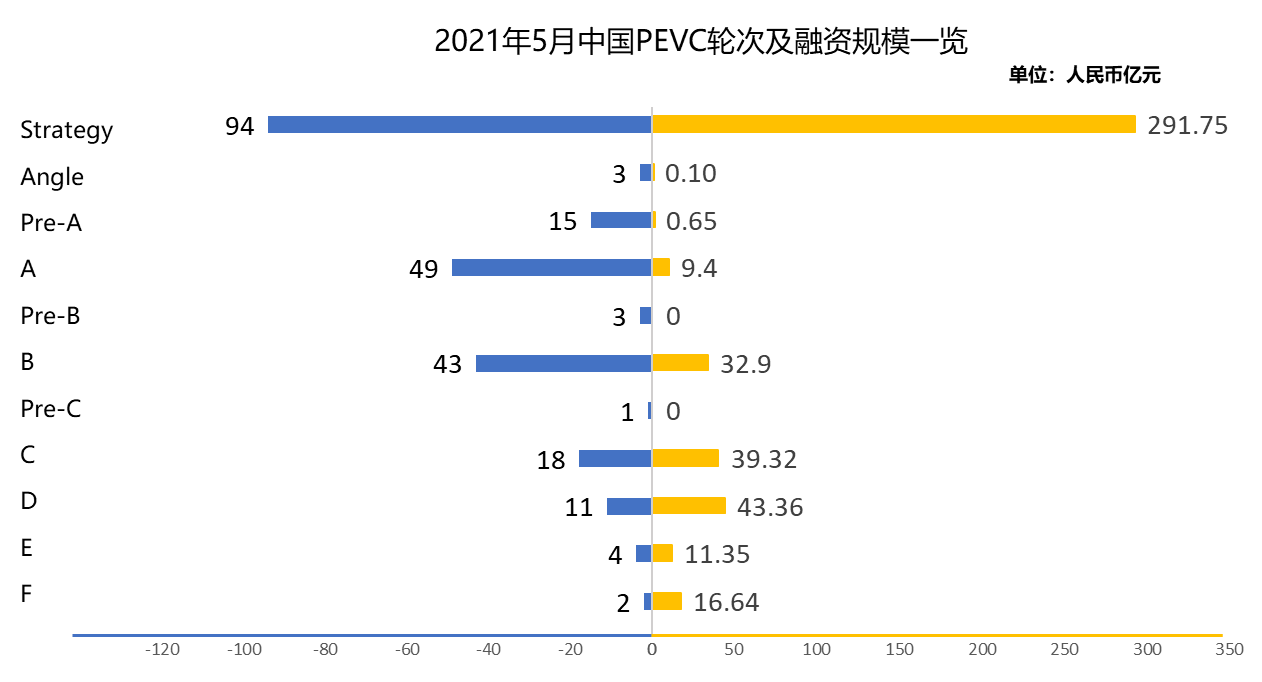 2021年5月中国PEVC轮次及融资规模一览
单位：人民币亿元
Strategy 94 291.75
Angle 3 0.10
Pre-A 15 0.65
A 49 9.4
Pre-B 3 0
B 43 32.9
Pre-C 1 0
C 18 39.32
D 11 43.36
E 4 11.35
F 2 16.64
-120 -100 -80 -60 -40 -20 0 50 100 150 200 250 300 350